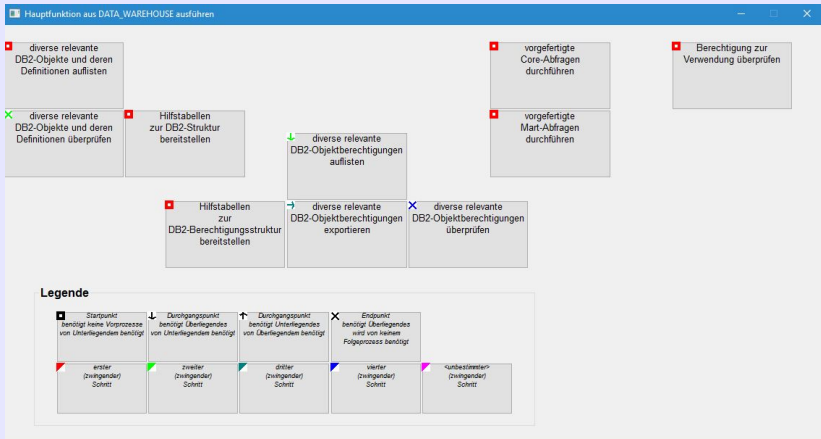 Hauptfunktion aus DATA_WAREHOUSE ausführen
diverse relevante
DB2-Objekte und deren
Definitionen auflisten
vorgefertigte
Core-Abfragen
durchführen
Berechtigung zur
Verwendung überprüfen
diverse relevante
DB2-Objekte und deren
Definitionen überprüfen
Hilfstabellen
zur DB2-Struktur
bereitstellen
vorgefertigte
Mart-Abfragen
durchführen
diverse relevante
DB2-Objektberechtigungen
auflisten
Hilfstabellen
zur
DB2-Berechtigungsstruktur
bereitstellen
diverse relevante
DB2-Objektberechtigungen
exportieren
diverse relevante
DB2-Objektberechtigungen
überprüfen
Legende
Startpunkt
benötigt keine Vorprozesse
von Unterliegendem benötigt
Durchgangspunkt
benötigt Überliegendes
von Unterliegendem benötigt
Durchgangspunkt
benötigt Unterliegendes
von Überliegendem benötigt
Endpunkt
benötigt Überliegendes
wird von keinem
Folgeprozess benötigt
erster
(zwingender)
Schritt
zweiter
(zwingender)
Schritt
dritter
(zwingender)
Schritt
vierter
(zwingender)
Schritt
<unbestimmter>
(zwingender)
Schritt